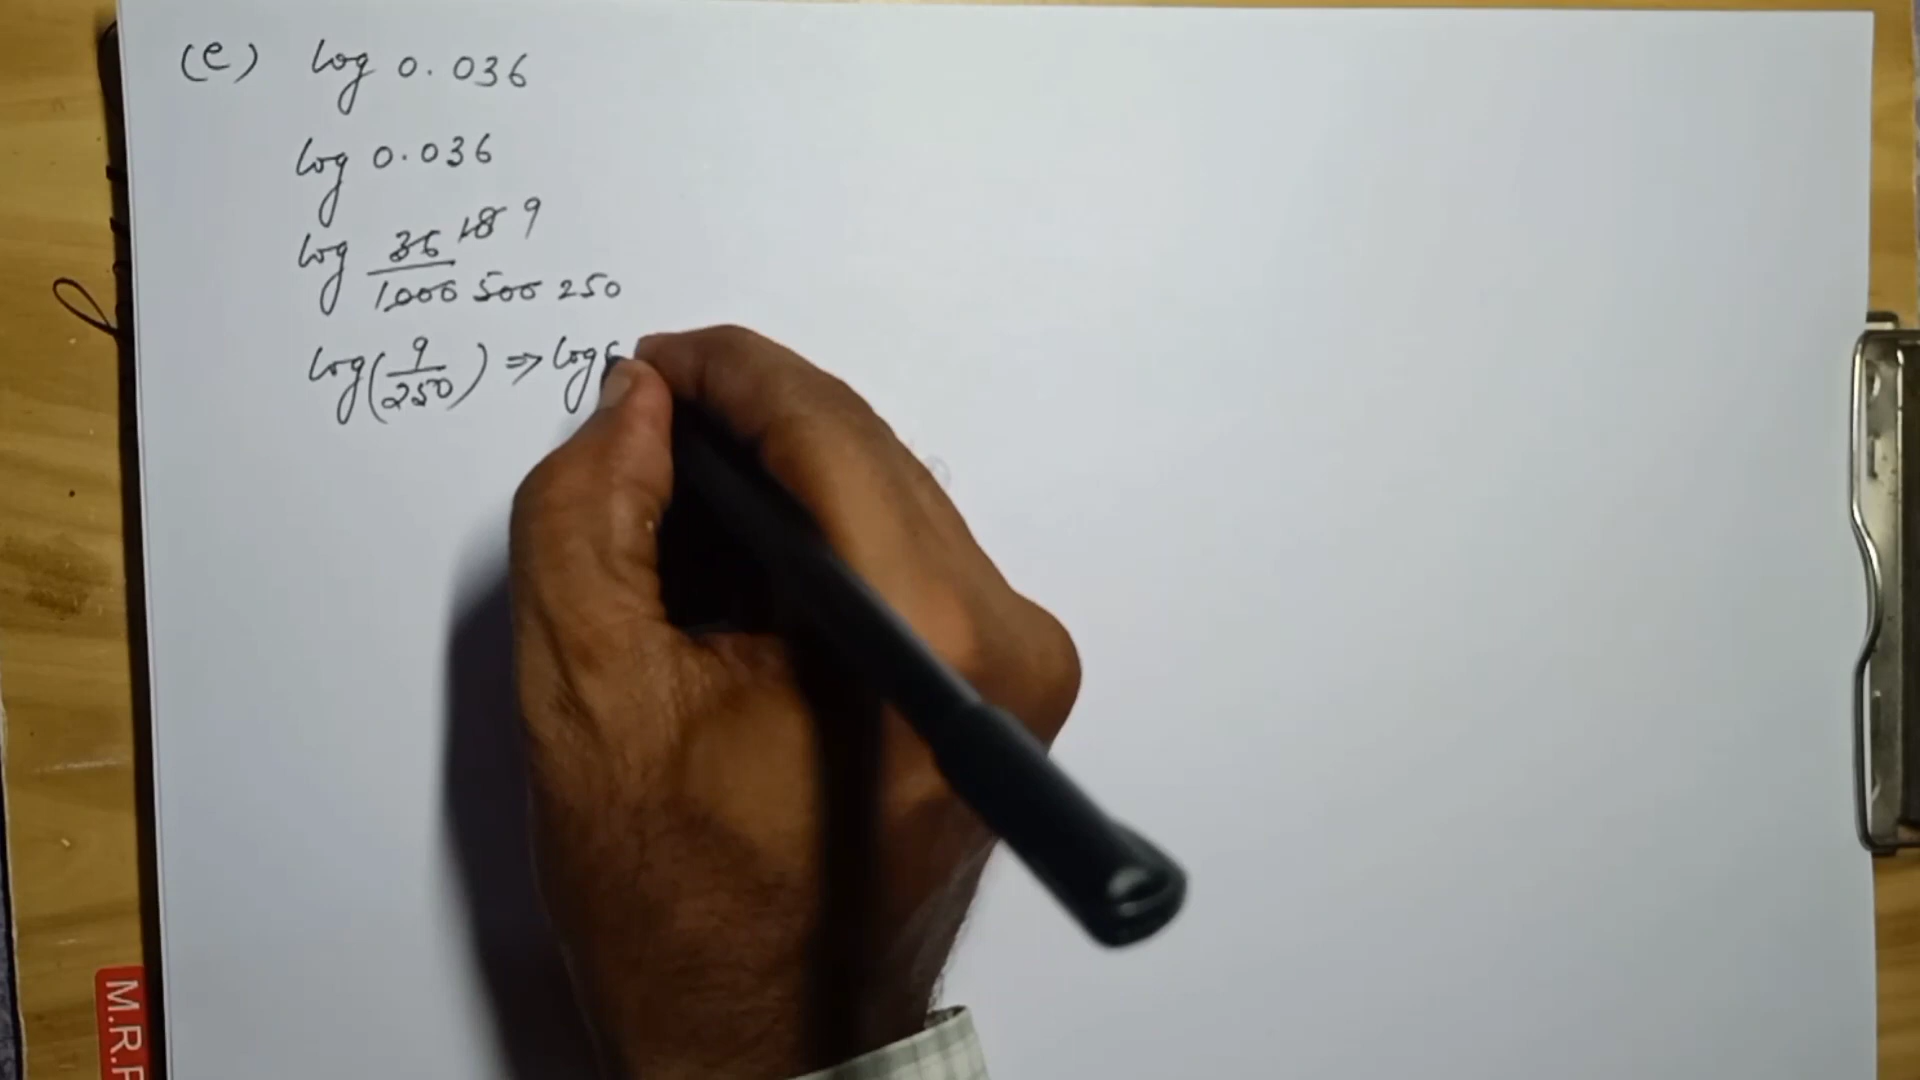 (e) log 0.036
log 0.036
log 36/1000 18 9 500 250
log(9/250) ⇒ log
M.R.P